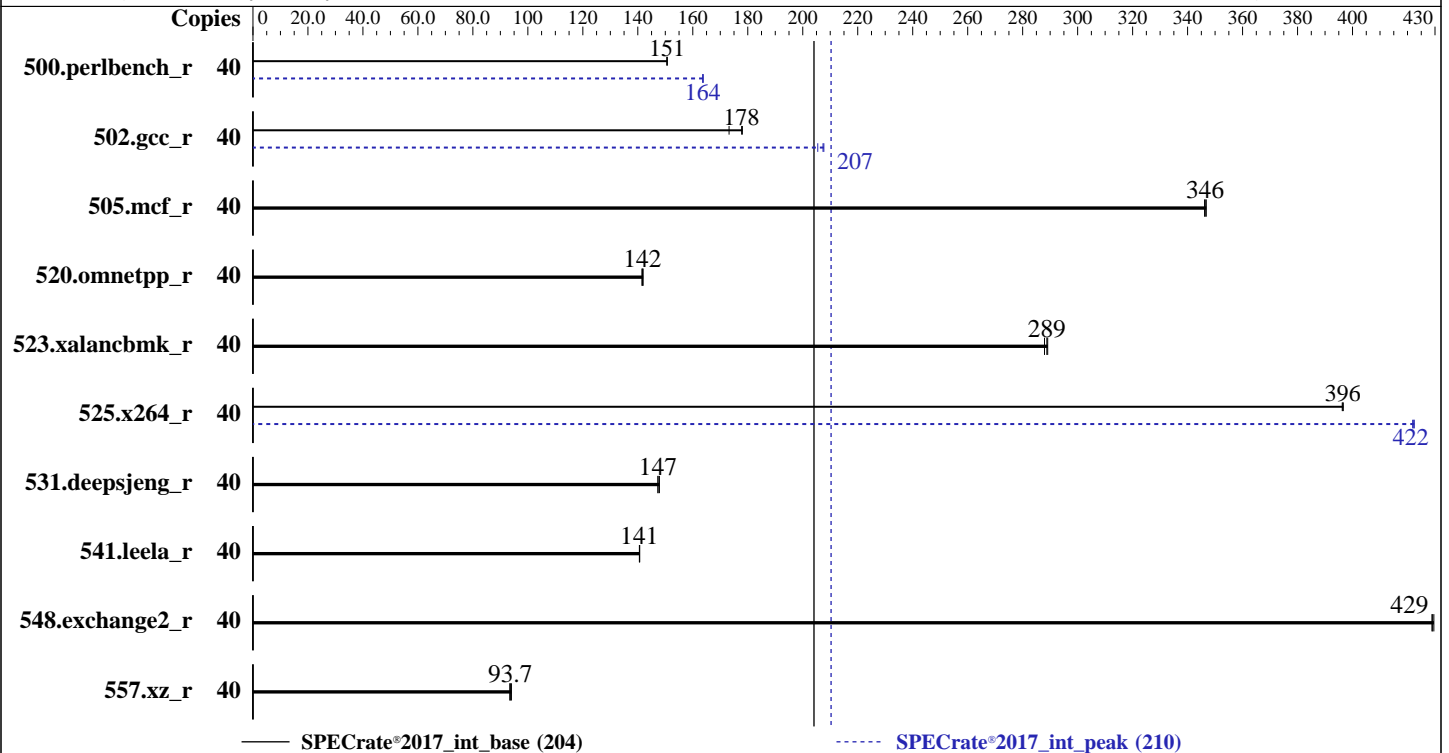 Copies 0 20.0 40.0 60.0 80.0 100 120 140 160 180 200 220 240 260 280 300 320 340 360 380 400 430
500.perlbench_r 40 151
164
502.gcc_r 40 178
207
505.mcf_r 40 346
520.omnetpp_r 40 142
523.xalancbmk_r 40 289
525.x264_r 40 396
422
531.deepsjeng_r 40 147
541.leela_r 40 141
548.exchange2_r 40 429
557.xz_r 40 93.7
SPECrate®2017_int_base (204) SPECrate®2017_int_peak (210)